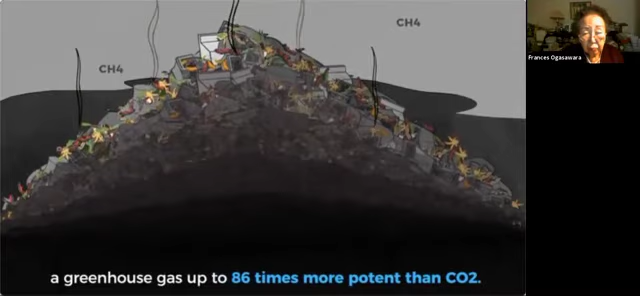 CH4
CH4
Frances Ogasawara
a greenhouse gas up to 86 times more potent than CO2.